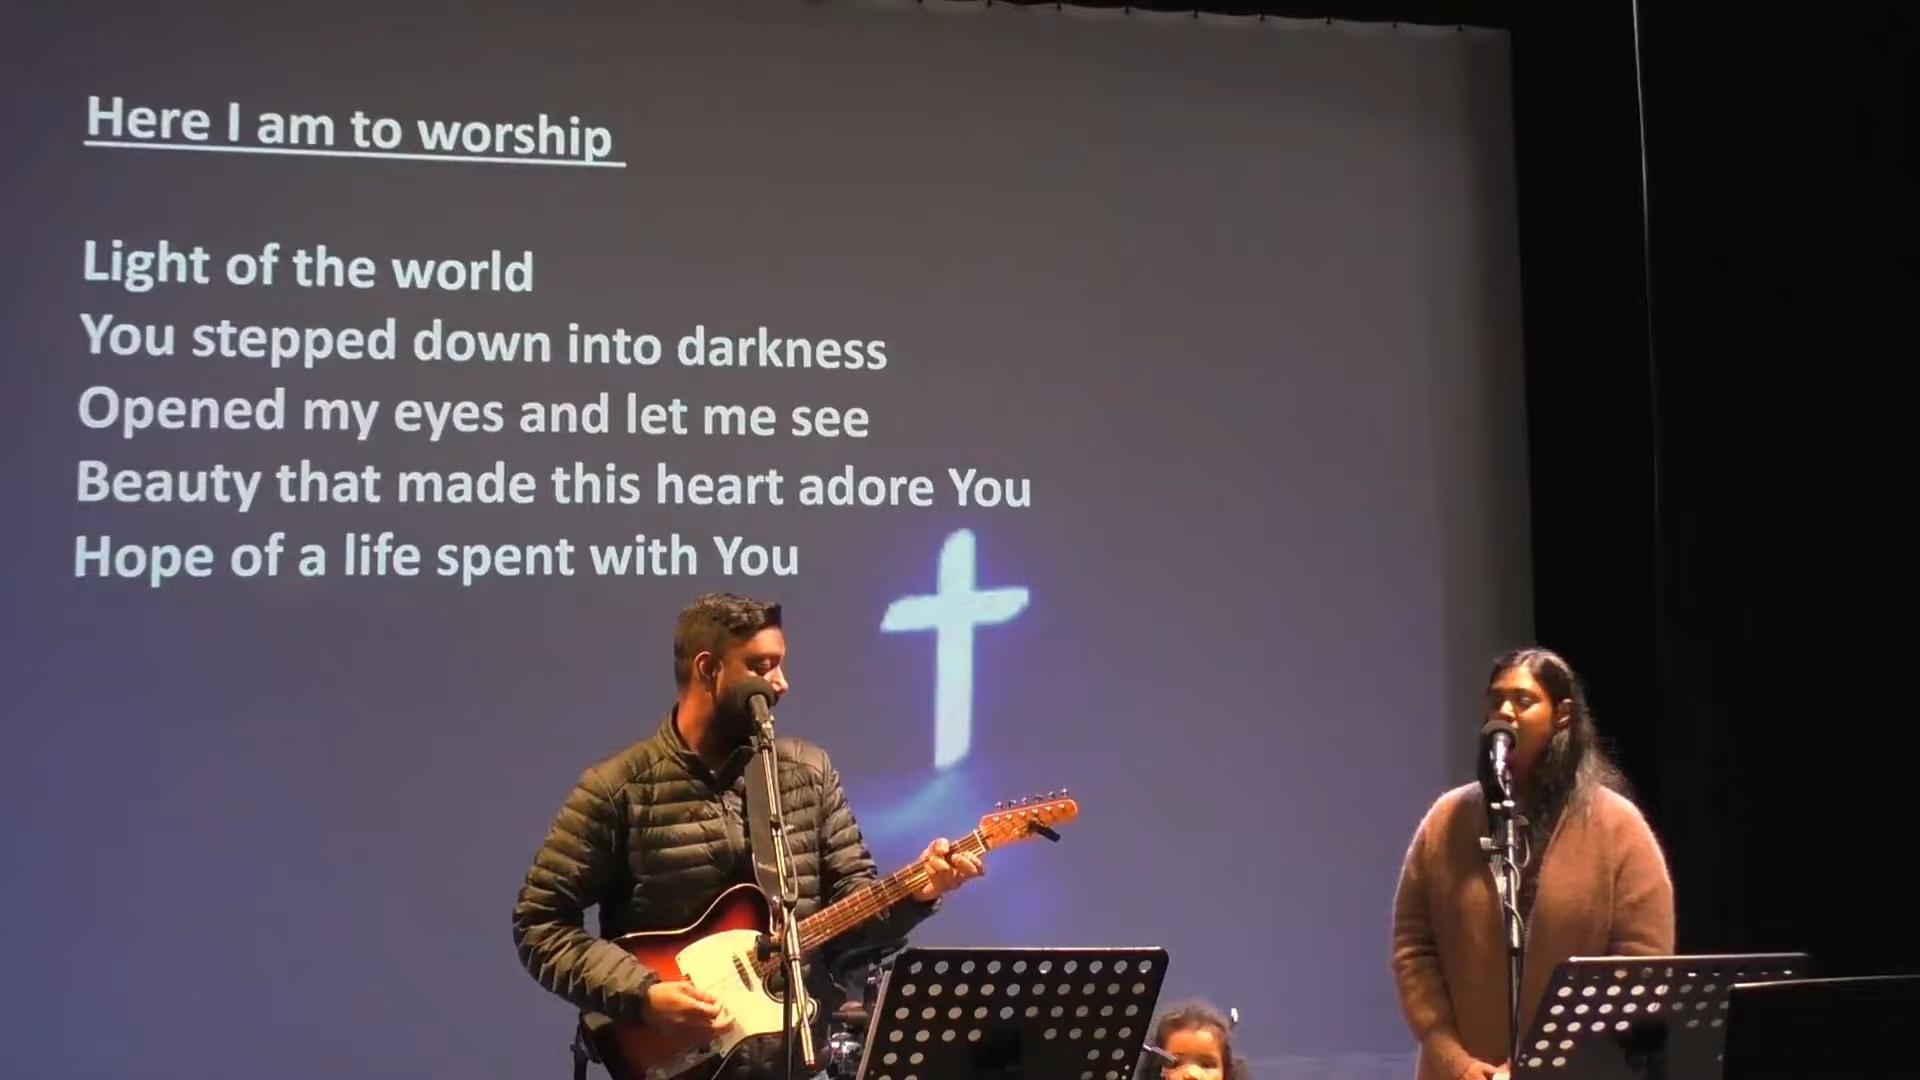 Here I am to worship
Light of the world
You stepped down into darkness
Opened my eyes and let me see
Beauty that made this heart adore You
Hope of a life spent with You